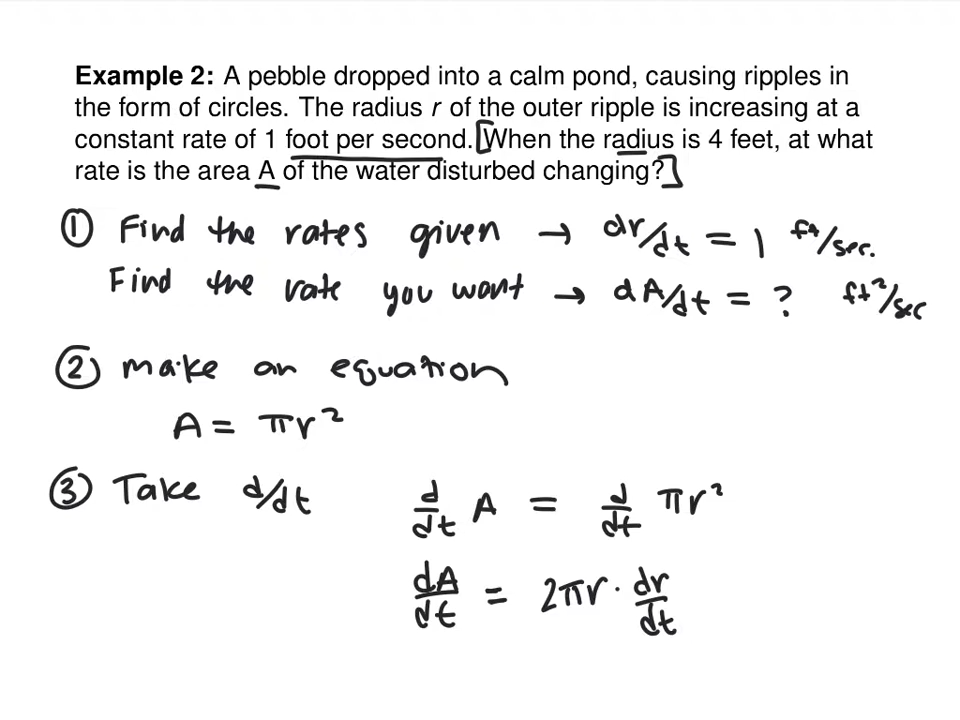 Example 2: A pebble dropped into a calm pond, causing ripples in
the form of circles. The radius r of the outer ripple is increasing at a
constant rate of 1 foot per second. [When the radius is 4 feet, at what
rate is the area A of the water disturbed changing?]
① Find the rates given → dr/dt = 1 ft/sec.
Find the rate you want → dA/dt = ? ft²/sec
② make an equation
A = πr²
③ Take d/dt d/dt A = d/dt πr²
dA/dt = 2πr · dr/dt